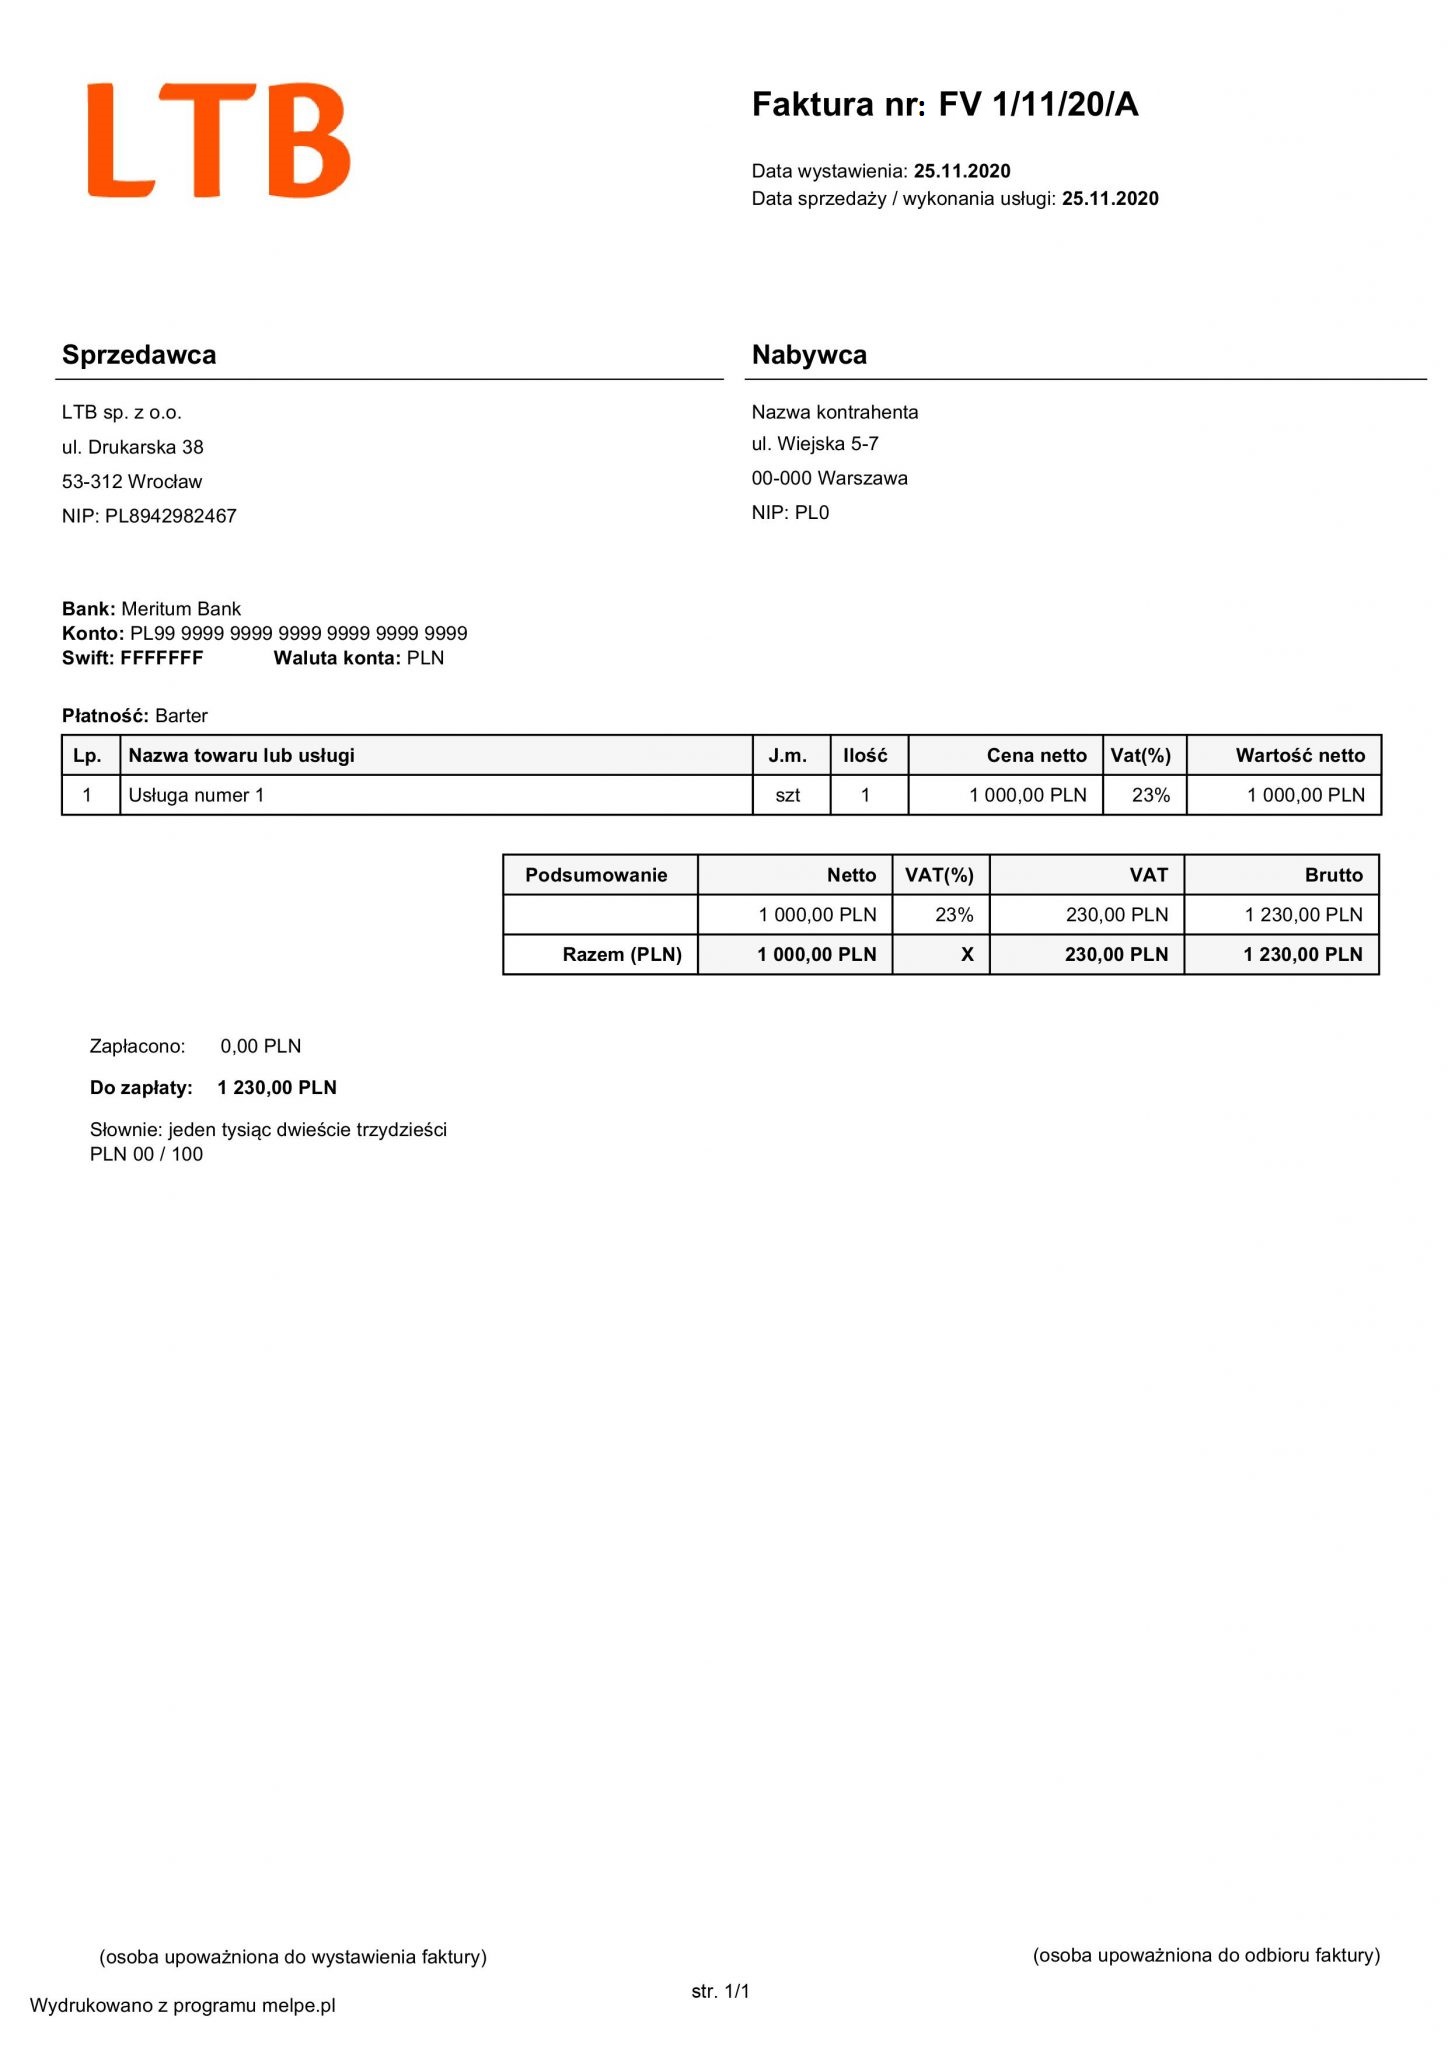 LTB
Faktura nr: FV 1/11/20/A
Data wystawienia: 25.11.2020
Data sprzedaży / wykonania usługi: 25.11.2020
Sprzedawca
LTB sp. z o.o.
ul. Drukarska 38
53-312 Wrocław
NIP: PL8942982467
Nabywca
Nazwa kontrahenta
ul. Wiejska 5-7
00-000 Warszawa
NIP: PL0
Bank: Meritum Bank
Konto: PL99 9999 9999 9999 9999 9999 9999
Swift: FFFFFFF Waluta konta: PLN
Płatność: Barter
Lp. Nazwa towaru lub usługi J.m. Ilość Cena netto Vat(%) Wartość netto
1 Usługa numer 1 szt 1 1 000,00 PLN 23% 1 000,00 PLN
Podsumowanie Netto VAT(%) VAT Brutto
1 000,00 PLN 23% 230,00 PLN 1 230,00 PLN
Razem (PLN) 1 000,00 PLN X 230,00 PLN 1 230,00 PLN
Zapłacono: 0,00 PLN
Do zapłaty: 1 230,00 PLN
Słownie: jeden tysiąc dwieście trzydzieści
PLN 00 / 100
(osoba upoważniona do wystawienia faktury)
(osoba upoważniona do odbioru faktury)
str. 1/1
Wydrukowano z programu melpe.pl